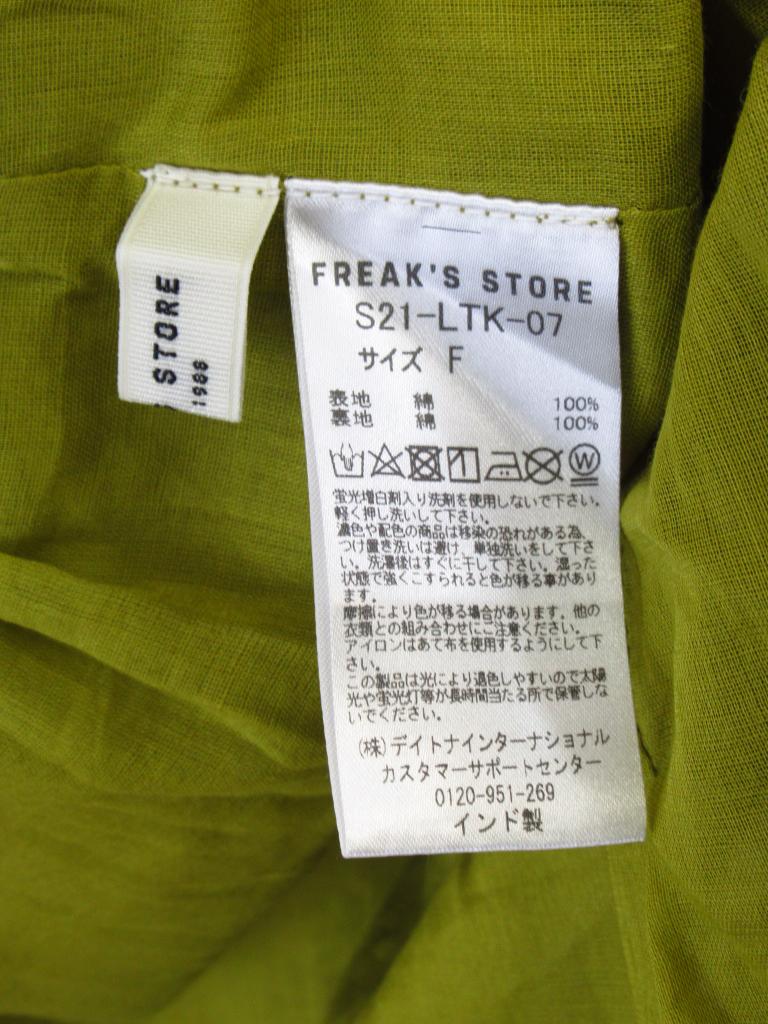 STORE
1986
FREAK'S STORE
S21-LTK-07
サイズ F
表地 綿 100%
裏地 綿 100%
W
蛍光増白剤入り洗剤を使用しないで下さい。
軽く押し洗いして下さい。
濃色や配色の商品は移染の恐れがある為、
つけ置き洗いは避け、単独洗いをして下さ
い。洗濯後はすぐに干して下さい。湿った
状態で強くこすられると色が移る事があり
ます。
摩擦により色が移る場合があります。他の
衣類との組み合わせにご注意ください。
アイロンはあて布を使用するようにして下
さい。
この製品は光により退色しやすいので太陽
光や蛍光灯等が長時間当たる所で保管しな
いでください。
(株)デイトナインターナショナル
カスタマーサポートセンター
0120-951-269
インド製